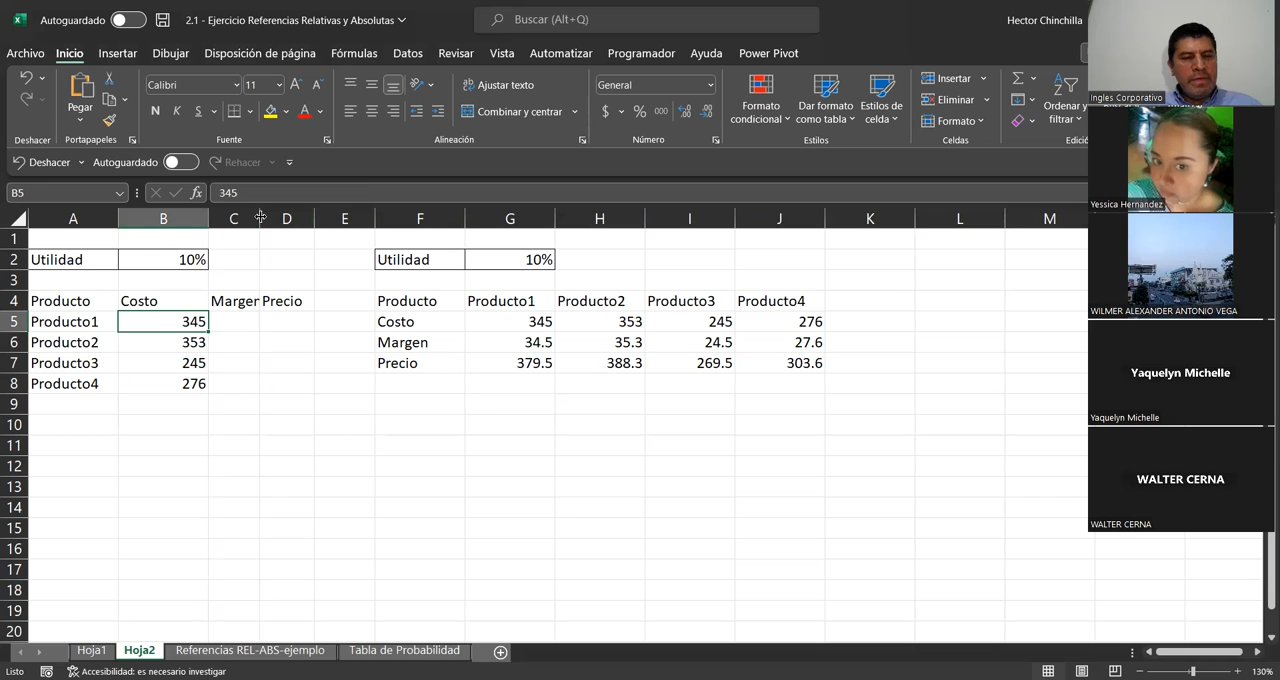 Autoguardado
2.1 - Ejercicio Referencias Relativas y Absolutas
Buscar (Alt+Q)
Hector Chinchilla
Archivo Inicio Insertar Dibujar Disposición de página Fórmulas Datos Revisar Vista Automatizar Programador Ayuda Power Pivot
Pegar
Calibri 11
N K S
Ajustar texto
Combinar y centrar
General
$ % 000
Formato condicional
Dar formato como tabla
Estilos de celda
Insertar
Eliminar
Formato
Ordenar y filtrar
Deshacer Portapapeles Fuente Alineación Número Estilos Celdas Edició
Deshacer Autoguardado Rehacer
B5 fx 345
A B C D E F G H I J K L M
1
2 Utilidad 10% Utilidad 10%
3
4 Producto Costo Marger Precio Producto Producto1 Producto2 Producto3 Producto4
5 Producto1 345 Costo 345 353 245 276
6 Producto2 353 Margen 34.5 35.3 24.5 27.6
7 Producto3 245 Precio 379.5 388.3 269.5 303.6
8 Producto4 276
9
10
11
12
13
14
15
16
17
18
19
20
Hoja1 Hoja2 Referencias REL-ABS-ejemplo Tabla de Probabilidad
Listo Accesibilidad: es necesario investigar 130%
Ingles Corporativo
Yessica Hernandez
WILMER ALEXANDER ANTONIO VEGA
Yaquelyn Michelle
Yaquelyn Michelle
WALTER CERNA
WALTER CERNA